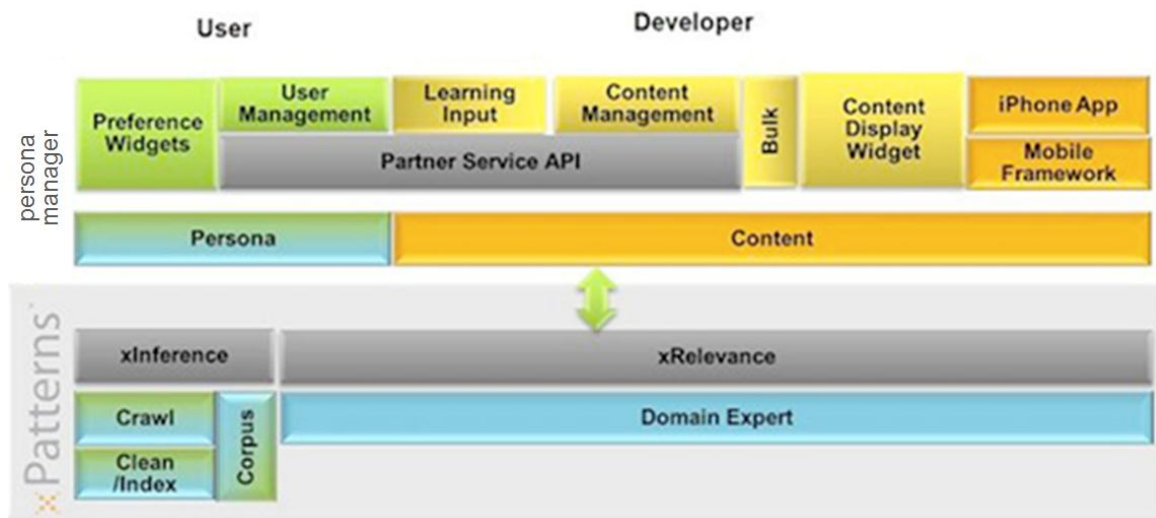 User
Developer
Preference
Widgets
User
Management
Learning
Input
Content
Management
Bulk
Content
Display
Widget
iPhone App
Partner Service API
Mobile
Framework
persona
manager
Persona
Content
xPatterns
xInference
xRelevance
Crawl
Corpus
Domain Expert
Clean
/Index